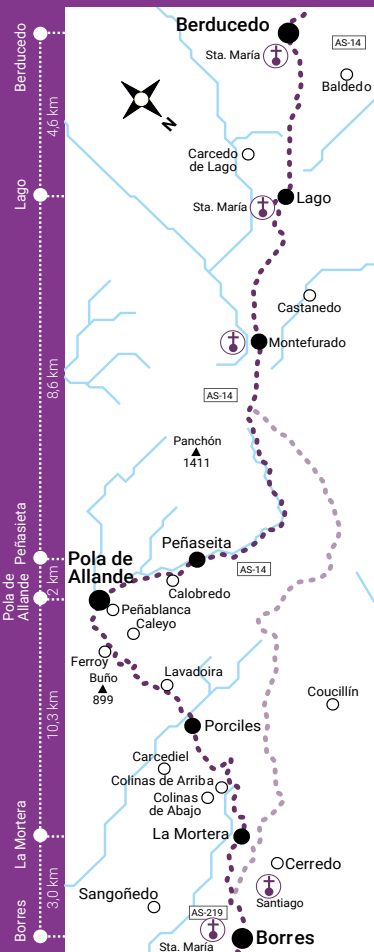 Berducedo
4,6 km
Lago
8,6 km
Peñasieta
2 km
Pola de
Allande
10,3 km
La Mortera
3,0 km
Borres
Berducedo
AS-14
Sta. María
Baldedo
N
Carcedo
de Lago
Lago
Sta. María
Castanedo
Montefurado
AS-14
Panchón
1411
Peñaseita
AS-14
Pola de
Allande
Calobredo
Peñablanca
Caleyo
Ferroy
Buño
899
Lavadoira
Coucillín
Porciles
Carcediel
Colinas de Arriba
Colinas
de Abajo
La Mortera
Cerredo
Sangoñedo
Santiago
AS-219
Borres
Sta. María